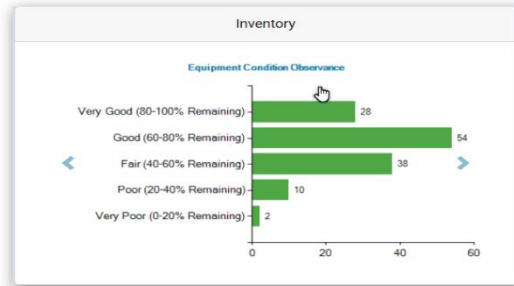 Inventory
Equipment Condition Observance
Very Good (80-100% Remaining) 28
Good (60-80% Remaining) 54
Fair (40-60% Remaining) 38
Poor (20-40% Remaining) 10
Very Poor (0-20% Remaining) 2
0 20 40 60